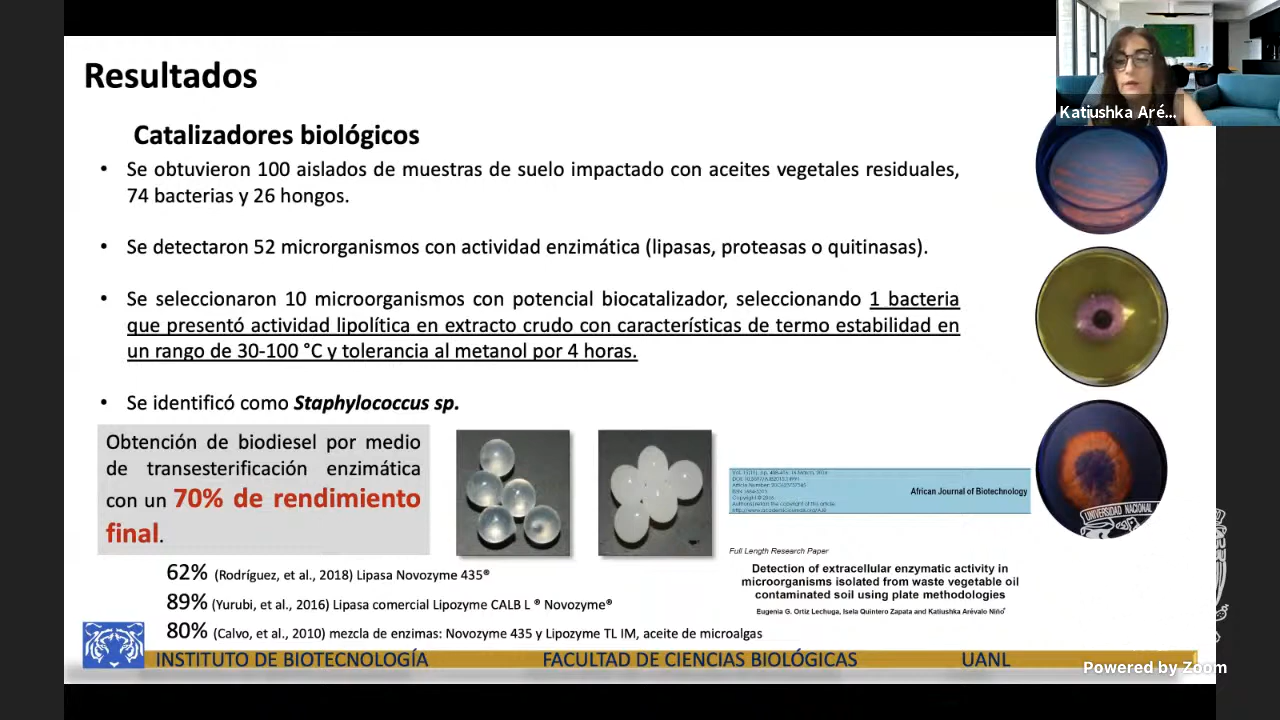 Resultados
Katiushka Aré...
Catalizadores biológicos
• Se obtuvieron 100 aislados de muestras de suelo impactado con aceites vegetales residuales,
74 bacterias y 26 hongos.
• Se detectaron 52 microrganismos con actividad enzimática (lipasas, proteasas o quitinasas).
• Se seleccionaron 10 microorganismos con potencial biocatalizador, seleccionando 1 bacteria
que presentó actividad lipolítica en extracto crudo con características de termo estabilidad en
un rango de 30-100 °C y tolerancia al metanol por 4 horas.
• Se identificó como Staphylococcus sp.
Obtención de biodiesel por medio
de transesterificación enzimática
con un 70% de rendimiento
final.
African Journal of Biotechnology
UNIVERSIDAD NACIONAL
Full Length Research Paper
Detection of extracellular enzymatic activity in
microorganisms isolated from waste vegetable oil
contaminated soil using plate methodologies
Eugenia G. Ortiz Lechuga, Isela Quintero Zapata and Katiushka Arévalo Niño*
62% (Rodríguez, et al., 2018) Lipasa Novozyme 435®
89% (Yurubi, et al., 2016) Lipasa comercial Lipozyme CALB L ® Novozyme®
80% (Calvo, et al., 2010) mezcla de enzimas: Novozyme 435 y Lipozyme TL IM, aceite de microalgas
INSTITUTO DE BIOTECNOLOGÍA FACULTAD DE CIENCIAS BIOLÓGICAS UANL
Powered by Zoom